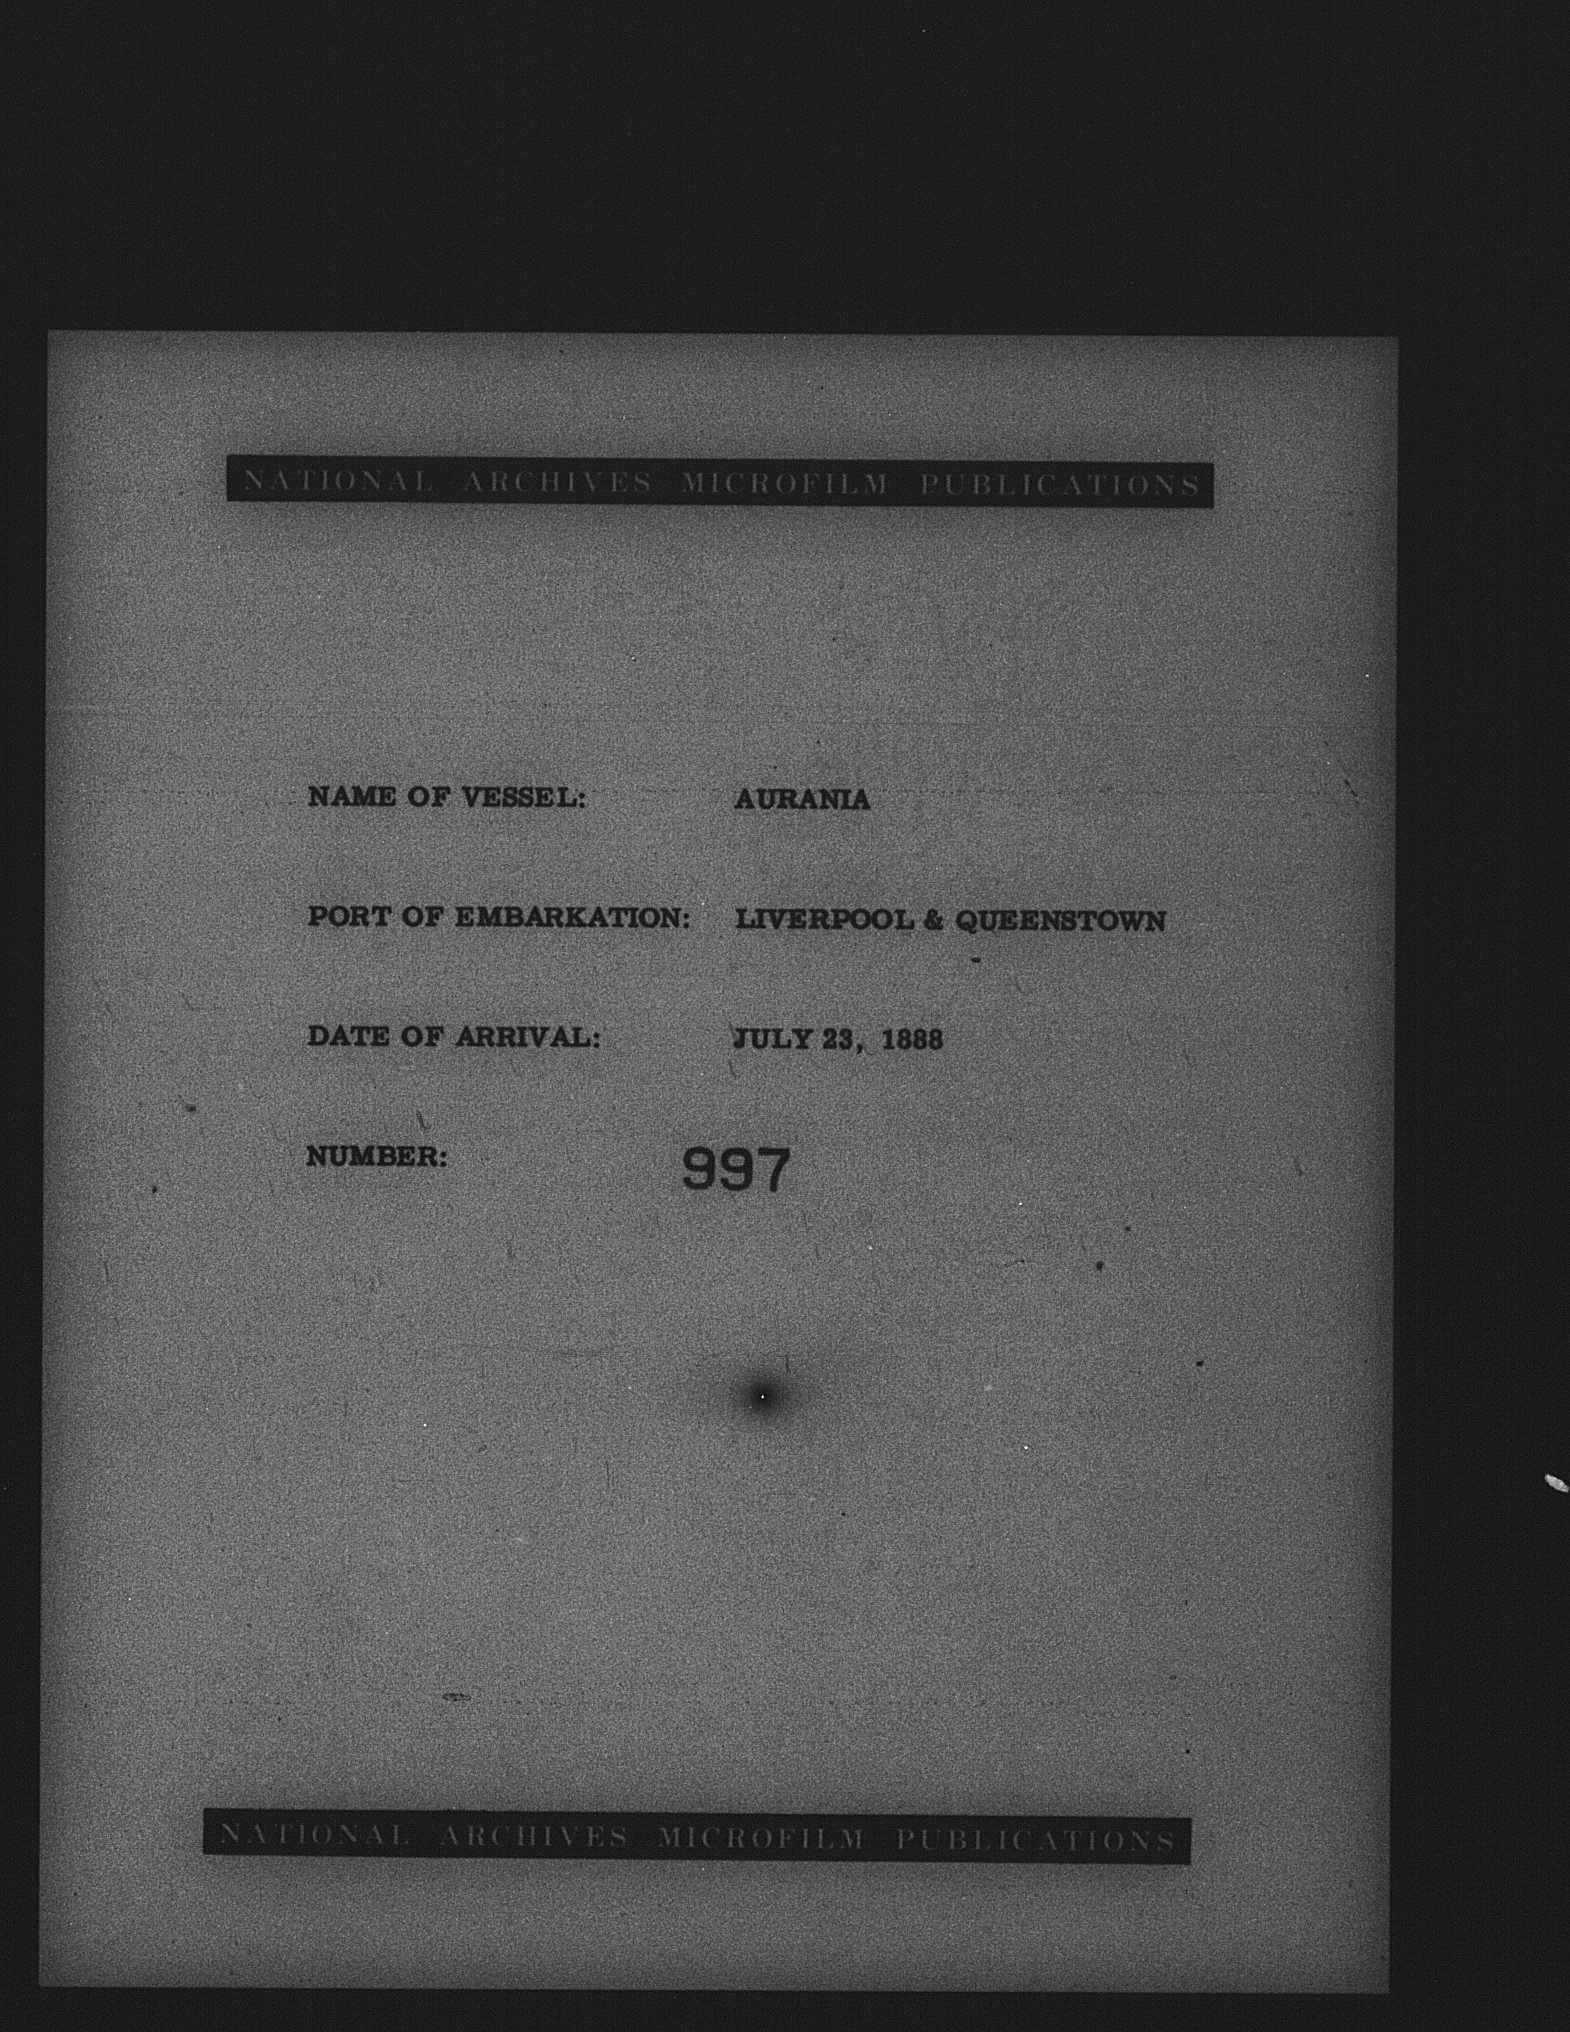 NATIONAL ARCHIVES MICROFILM PUBLICATIONS
NAME OF VESSEL: AURANIA
PORT OF EMBARKATION: LIVERPOOL & QUEENSTOWN
DATE OF ARRIVAL: JULY 23, 1888
NUMBER: 997
NATIONAL ARCHIVES MICROFILM PUBLICATIONS